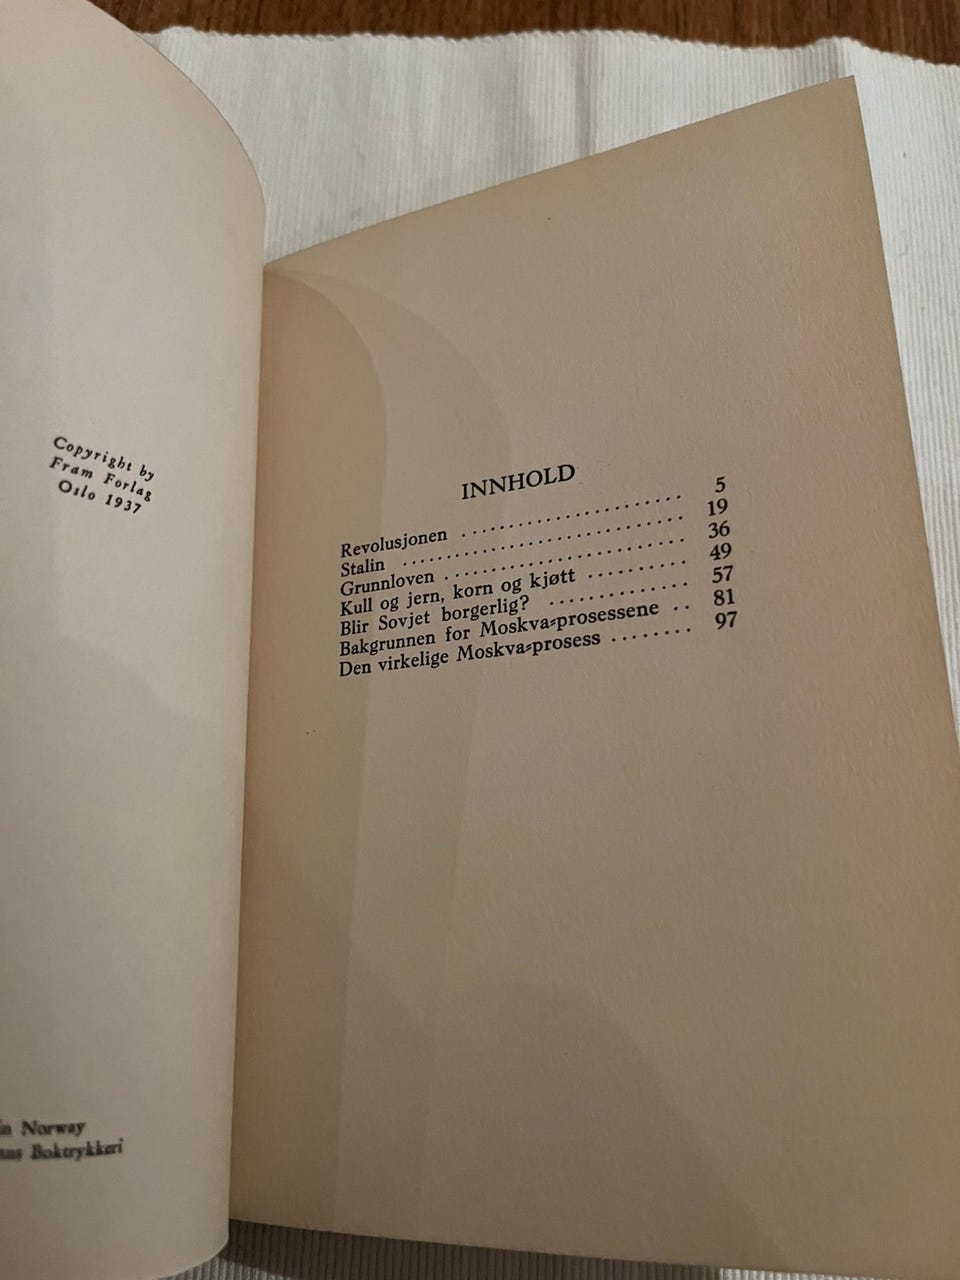 Copyright by
Fram Forlag
Oslo 1937
in Norway
Boktrykkeri
INNHOLD
Revolusjonen ........................ 5
Stalin .............................. 19
Grunnloven .......................... 36
Kull og jern, korn og kjøtt ......... 49
Blir Sovjet borgerlig? .............. 57
Bakgrunnen for Moskva-prosessene .. 81
Den virkelige Moskva-prosess ........ 97